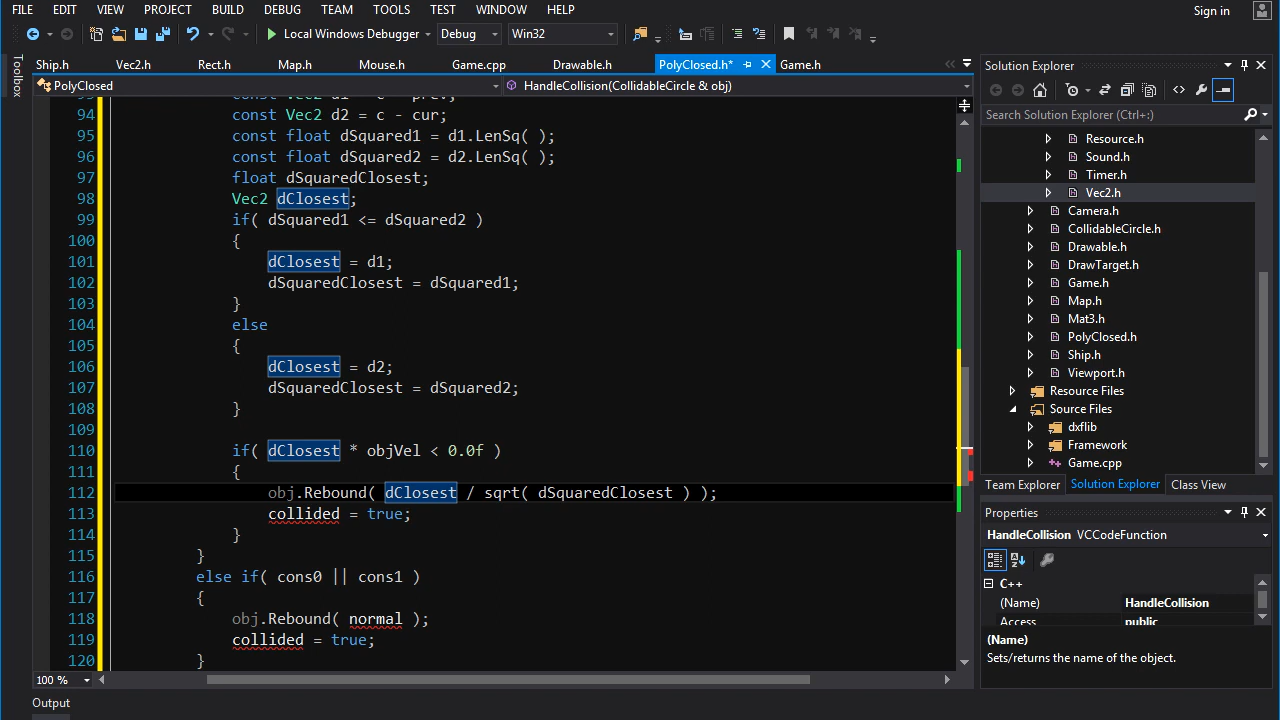 FILE EDIT VIEW PROJECT BUILD DEBUG TEAM TOOLS TEST WINDOW HELP
Sign in
Local Windows Debugger Debug Win32
Toolbox
Ship.h Vec2.h Rect.h Map.h Mouse.h Game.cpp Drawable.h PolyClosed.h* Game.h
PolyClosed HandleCollision(CollidableCircle & obj)
94 const Vec2 d2 = c - cur;
95 const float dSquared1 = d1.LenSq( );
96 const float dSquared2 = d2.LenSq( );
97 float dSquaredClosest;
98 Vec2 dClosest;
99 if( dSquared1 <= dSquared2 )
100 {
101 dClosest = d1;
102 dSquaredClosest = dSquared1;
103 }
104 else
105 {
106 dClosest = d2;
107 dSquaredClosest = dSquared2;
108 }
109
110 if( dClosest * objVel < 0.0f )
111 {
112 obj.Rebound( dClosest / sqrt( dSquaredClosest ) );
113 collided = true;
114 }
115 }
116 else if( cons0 || cons1 )
117 {
118 obj.Rebound( normal );
119 collided = true;
120 }
100 %
Output
Solution Explorer
Search Solution Explorer (Ctrl+;)
Resource.h
Sound.h
Timer.h
Vec2.h
Camera.h
CollidableCircle.h
Drawable.h
DrawTarget.h
Game.h
Map.h
Mat3.h
PolyClosed.h
Ship.h
Viewport.h
Resource Files
Source Files
dxflib
Framework
Game.cpp
Team Explorer Solution Explorer Class View
Properties
HandleCollision VCCodeFunction
C++
(Name) HandleCollision
Access public
(Name)
Sets/returns the name of the object.